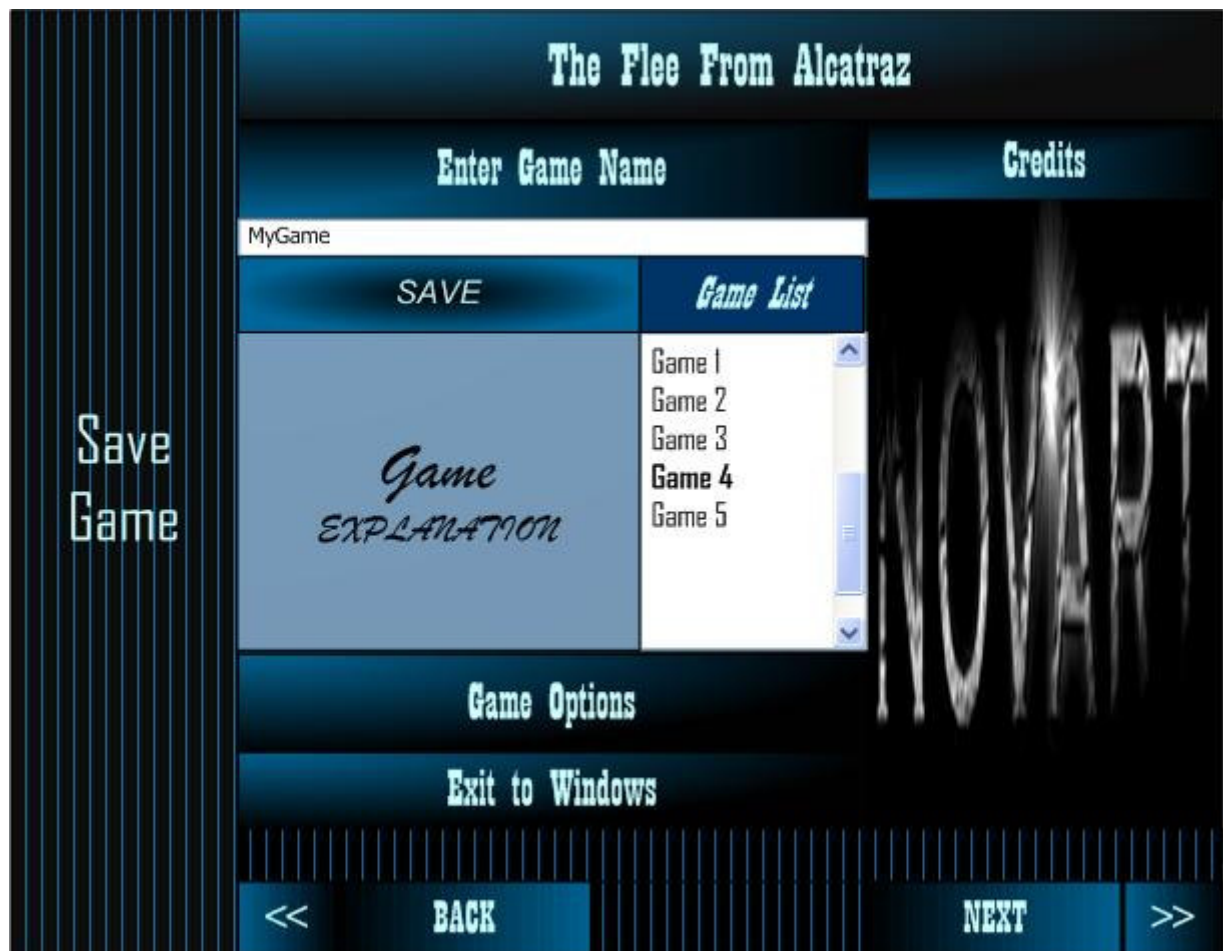 The Flee From Alcatraz
Enter Game Name
Credits
MyGame
SAVE
Game List
Game 1
Game 2
Game 3
Game 4
Game 5
Game
EXPLANATION
Save
Game
NOVART
Game Options
Exit to Windows
<<
BACK
NEXT
>>